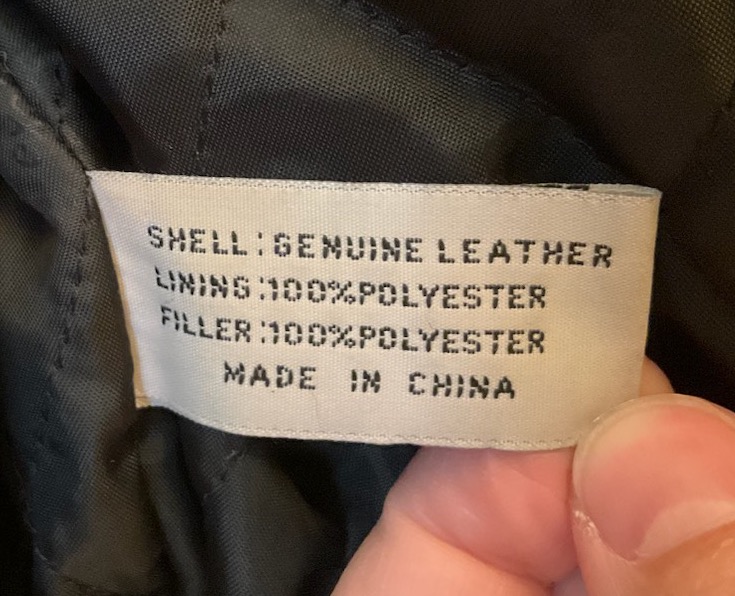 SHELL:GENUINE LEATHER
LINING:100%POLYESTER
FILLER:100%POLYESTER
MADE IN CHINA